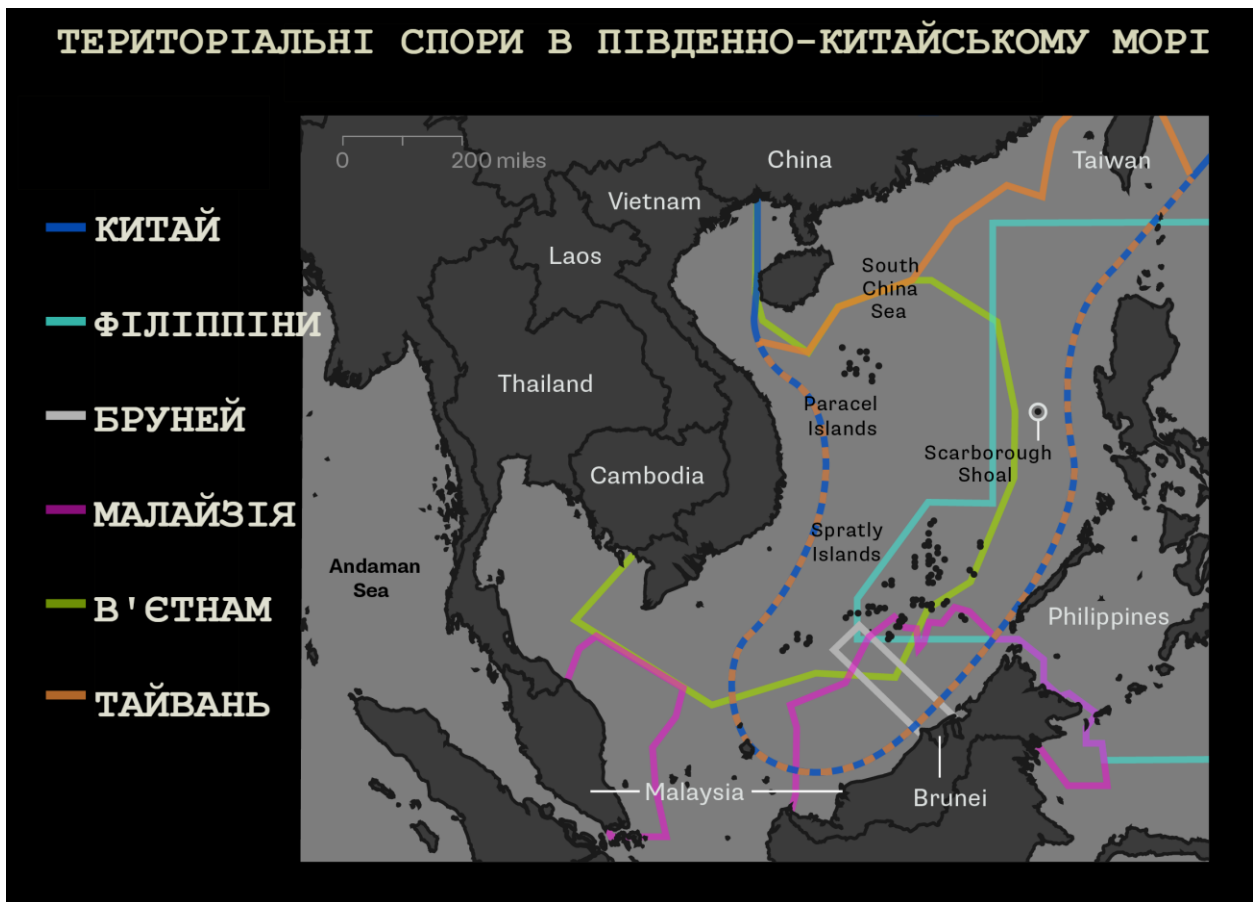 ТЕРИТОРІАЛЬНІ СПОРИ В ПІВДЕННО-КИТАЙСЬКОМУ МОРІ
0 200 miles
China
Taiwan
Vietnam
Laos
South
China
Sea
Thailand
Paracel
Islands
Scarborough
Shoal
Cambodia
Spratly
Islands
Andaman
Sea
Philippines
Malaysia
Brunei
КИТАЙ
ФІЛІППІНИ
БРУНЕЙ
МАЛАЙЗІЯ
В'ЄТНАМ
ТАЙВАНЬ